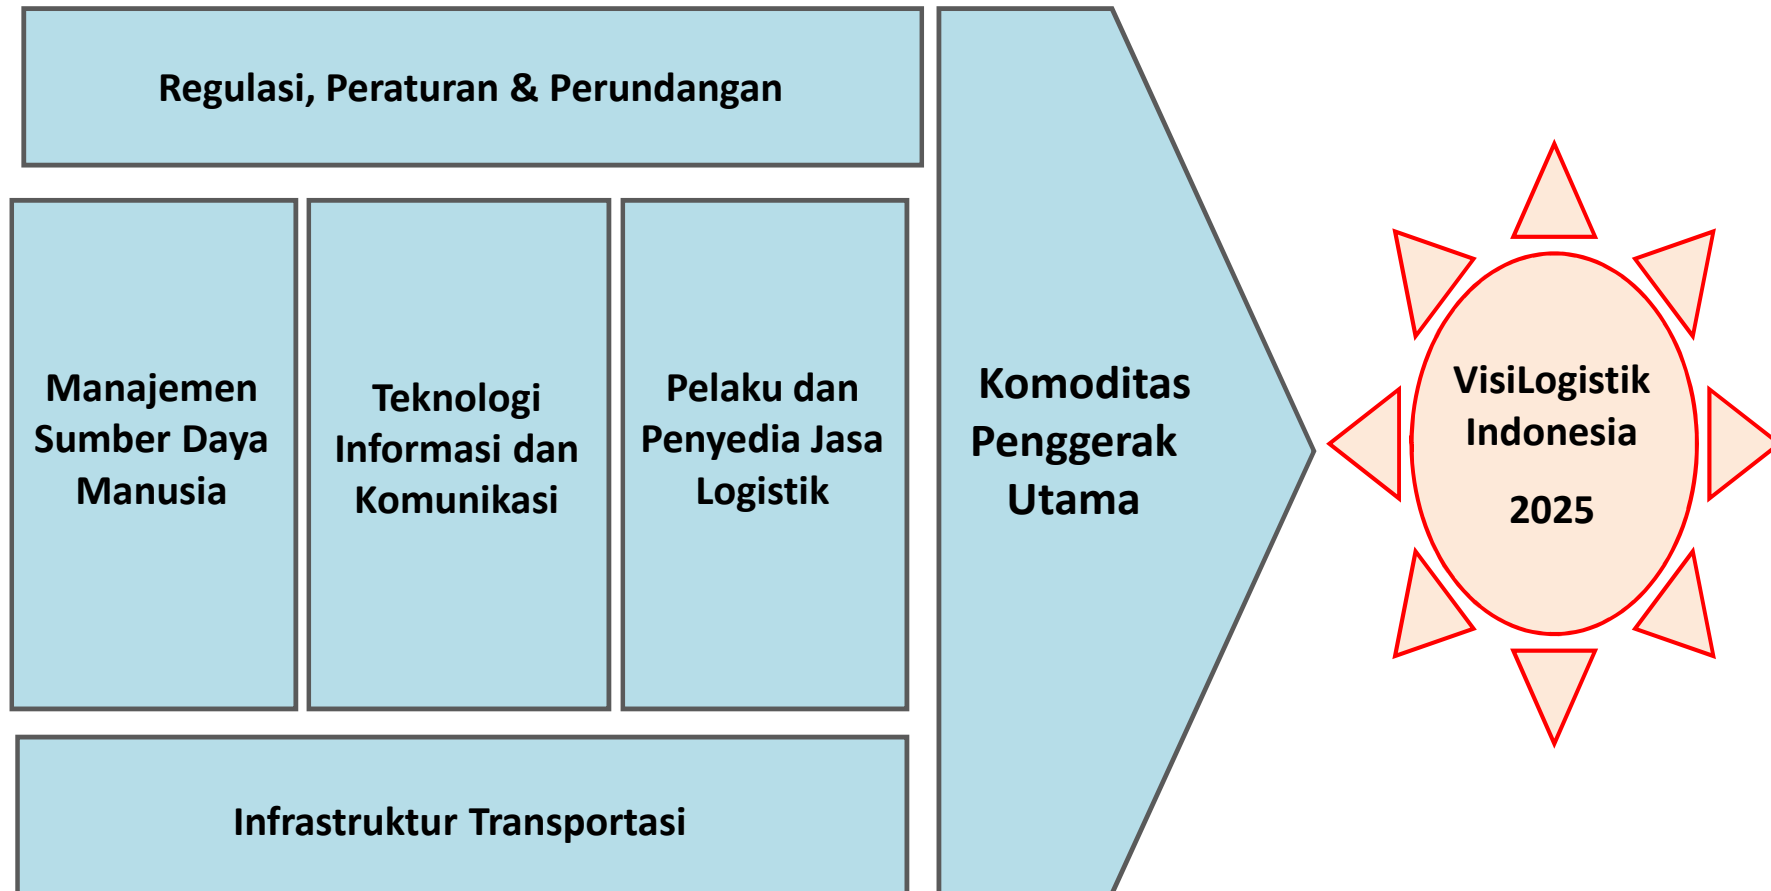 Regulasi, Peraturan & Perundangan
Manajemen
Sumber Daya
Manusia
Teknologi
Informasi dan
Komunikasi
Pelaku dan
Penyedia Jasa
Logistik
Infrastruktur Transportasi
Komoditas
Penggerak
Utama
VisiLogistik
Indonesia
2025